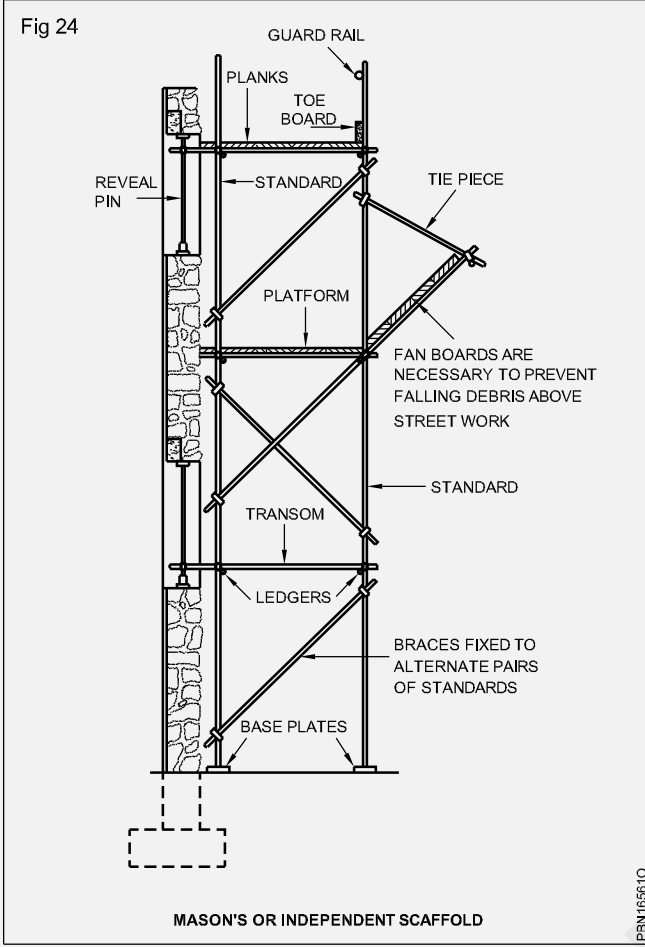 Fig 24
GUARD RAIL
PLANKS
TOE
BOARD
REVEAL
PIN
STANDARD
TIE PIECE
PLATFORM
FAN BOARDS ARE
NECESSARY TO PREVENT
FALLING DEBRIS ABOVE
STREET WORK
STANDARD
TRANSOM
LEDGERS
BRACES FIXED TO
ALTERNATE PAIRS
OF STANDARDS
BASE PLATES
MASON'S OR INDEPENDENT SCAFFOLD
PBN16561O